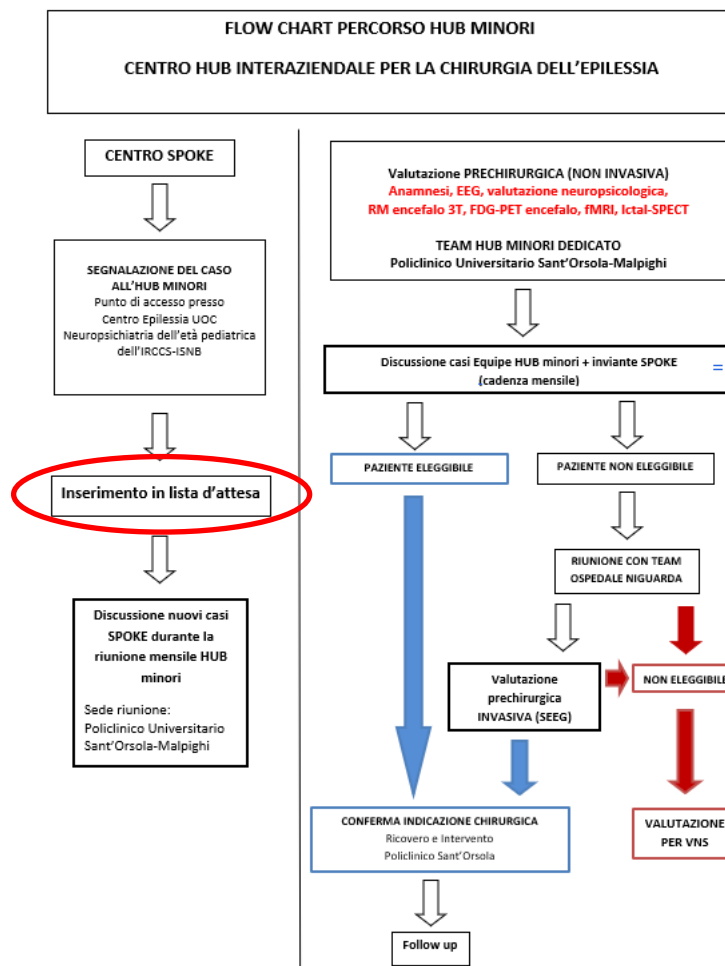 FLOW CHART PERCORSO HUB MINORI
CENTRO HUB INTERAZIENDALE PER LA CHIRURGIA DELL'EPILESSIA
CENTRO SPOKE
SEGNALAZIONE DEL CASO
ALL'HUB MINORI
Punto di accesso presso
Centro Epilessia UOC
Neuropsichiatria dell'età pediatrica
dell'IRCCS-ISNB
Inserimento in lista d'attesa
Discussione nuovi casi
SPOKE durante la
riunione mensile HUB
minori
Sede riunione:
Policlinico Universitario
Sant'Orsola-Malpighi
Valutazione PRECHIRURGICA (NON INVASIVA)
Anamnesi, EEG, valutazione neuropsicologica,
RM encefalo 3T, FDG-PET encefalo, fMRI, Ictal-SPECT
TEAM HUB MINORI DEDICATO
Policlinico Universitario Sant'Orsola-Malpighi
Discussione casi Equipe HUB minori + inviante SPOKE =
(cadenza mensile)
PAZIENTE ELEGGIBILE
PAZIENTE NON ELEGGIBILE
RIUNIONE CON TEAM
OSPEDALE NIGUARDA
Valutazione
prechirurgica
INVASIVA (SEEG)
NON ELEGGIBILE
CONFERMA INDICAZIONE CHIRURGICA
Ricovero e Intervento
Policlinico Sant'Orsola
VALUTAZIONE
PER VNS
Follow up